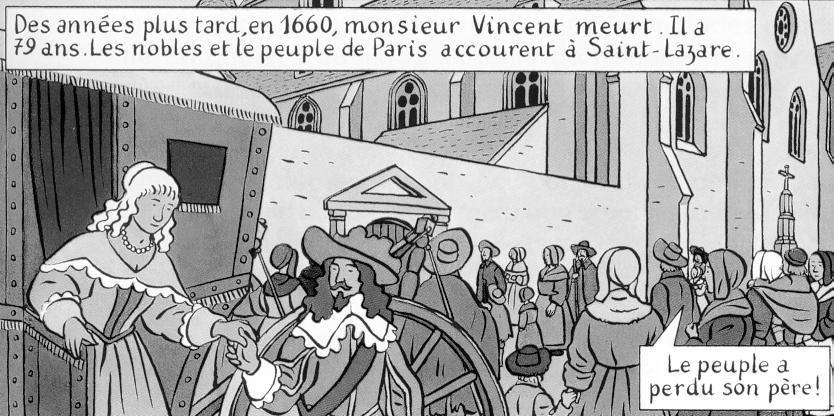 Des années plus tard, en 1660, monsieur Vincent meurt. Il a
79 ans. Les nobles et le peuple de Paris accourent à Saint-Lazare.
Le peuple a
perdu son père!